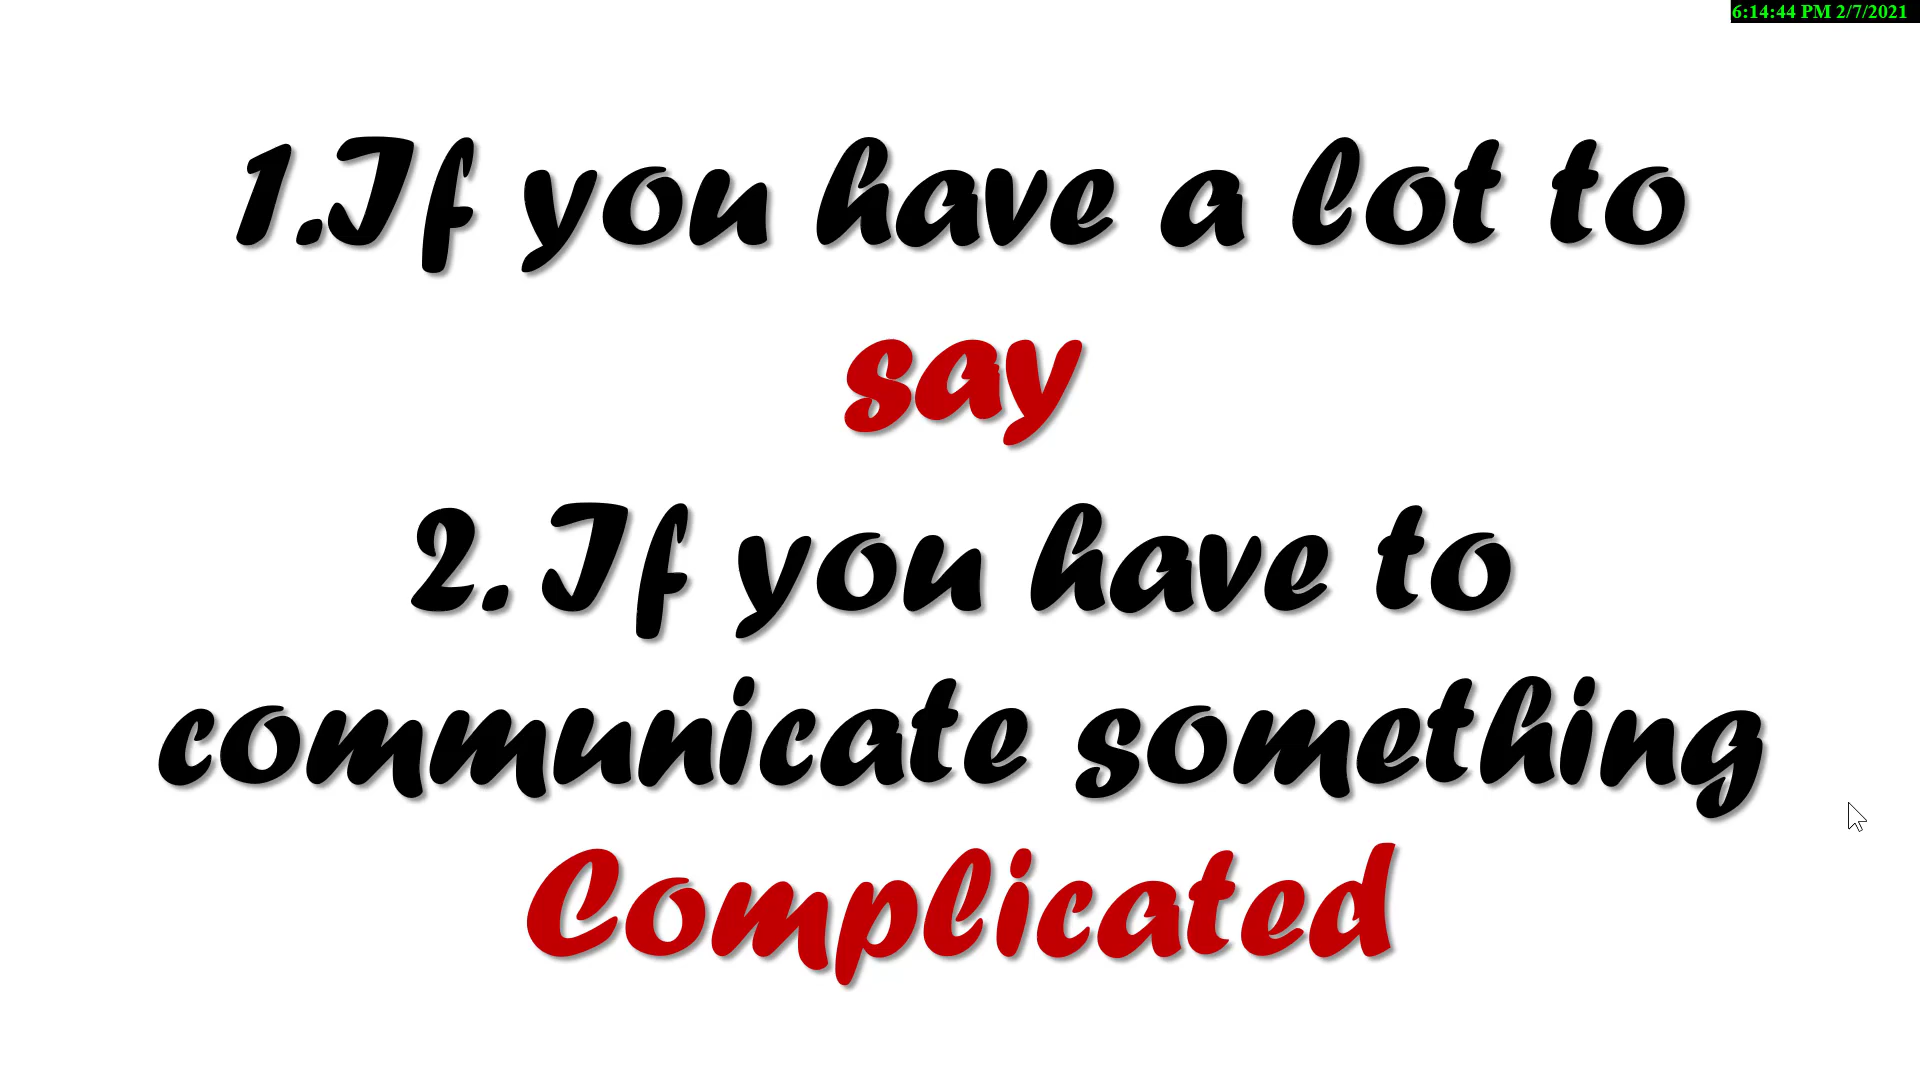 6:14:44 PM 2/7/2021
1.If you have a lot to
say
2. If you have to
communicate something
Complicated